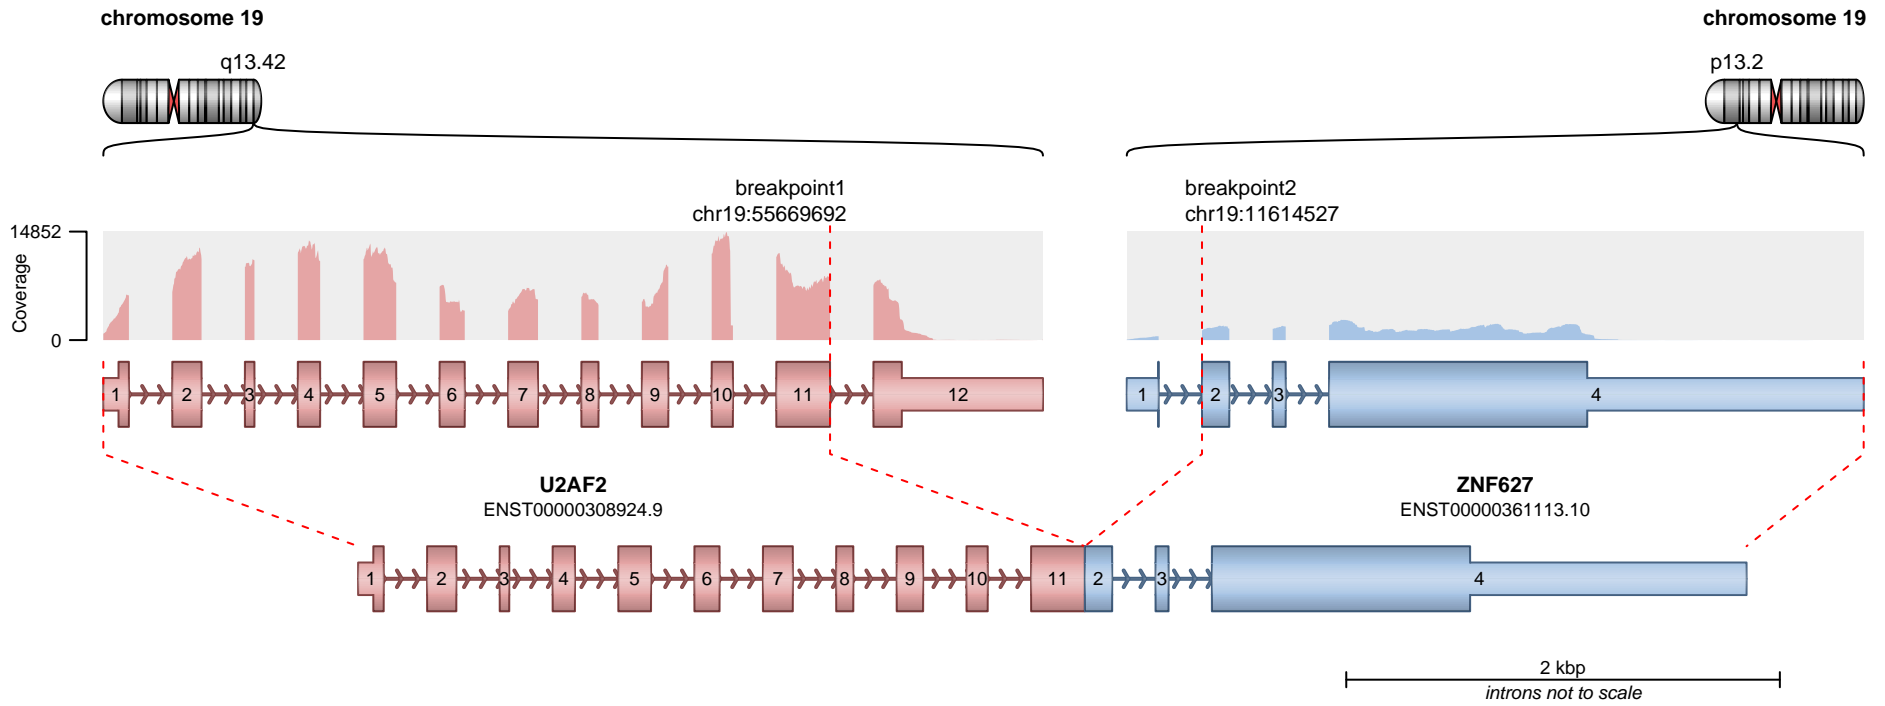 chromosome 19
chromosome 19
q13.42
p13.2
breakpoint1
chr19:55669692
breakpoint2
chr19:11614527
14852
Coverage
0
1 2 3 4 5 6 7 8 9 10 11 12
1 2 3 4
U2AF2
ENST00000308924.9
ZNF627
ENST00000361113.10
1 2 3 4 5 6 7 8 9 10 11 2 3 4
2 kbp
introns not to scale